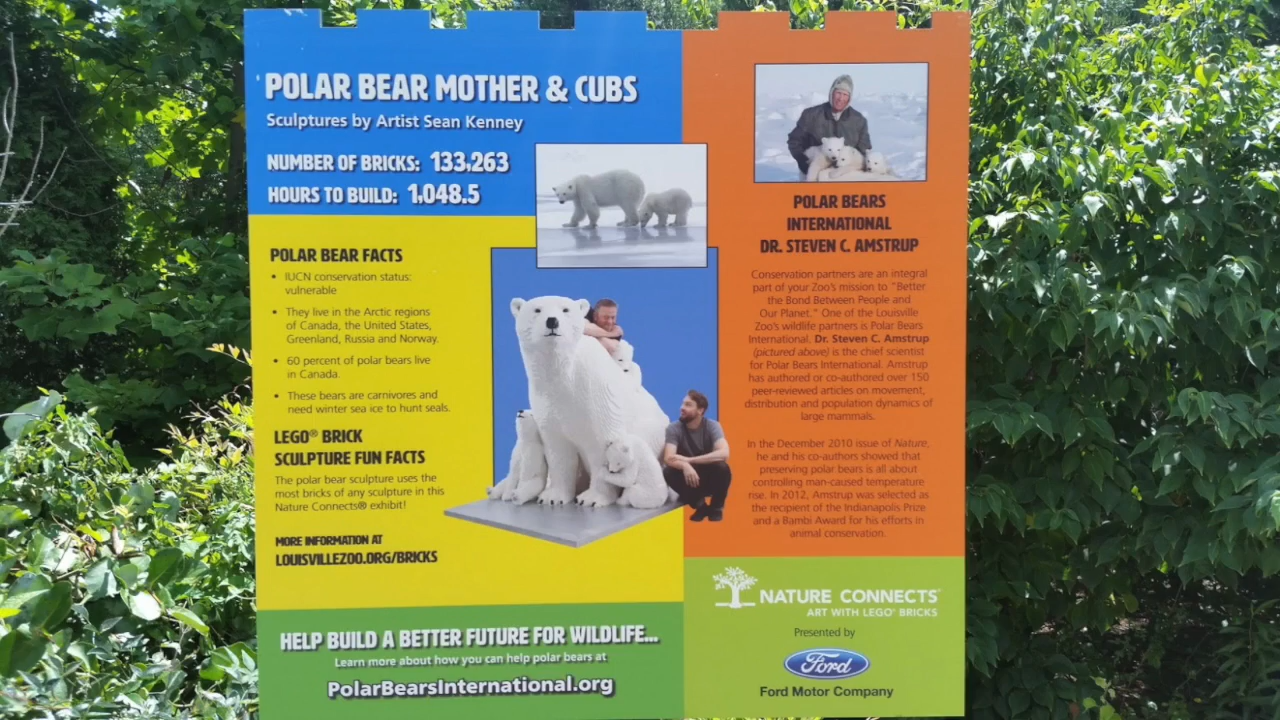 POLAR BEAR MOTHER & CUBS
Sculptures by Artist Sean Kenney
NUMBER OF BRICKS: 133,263
HOURS TO BUILD: 1,048.5
POLAR BEAR FACTS
• IUCN conservation status:
vulnerable
• They live in the Arctic regions
of Canada, the United States,
Greenland, Russia and Norway.
• 60 percent of polar bears live
in Canada.
• These bears are carnivores and
need winter sea ice to hunt seals.
LEGO® BRICK
SCULPTURE FUN FACTS
The polar bear sculpture uses the
most bricks of any sculpture in this
Nature Connects® exhibit!
MORE INFORMATION AT
LOUISVILLEZOO.ORG/BRICKS
HELP BUILD A BETTER FUTURE FOR WILDLIFE...
Learn more about how you can help polar bears at
PolarBearsInternational.org
POLAR BEARS
INTERNATIONAL
DR. STEVEN C. AMSTRUP
Conservation partners are an integral
part of your Zoo's mission to "Better
the Bond Between People and
Our Planet." One of the Louisville
Zoo's wildlife partners is Polar Bears
International. Dr. Steven C. Amstrup
(pictured above) is the chief scientist
for Polar Bears International. Amstrup
has authored or co-authored over 150
peer-reviewed articles on movement,
distribution and population dynamics of
large mammals.
In the December 2010 issue of Nature,
he and his co-authors showed that
preserving polar bears is all about
controlling man-caused temperature
rise. In 2012, Amstrup was selected as
the recipient of the Indianapolis Prize
and a Bambi Award for his efforts in
animal conservation.
NATURE CONNECTS®
ART WITH LEGO® BRICKS
Presented by
Ford
Ford Motor Company